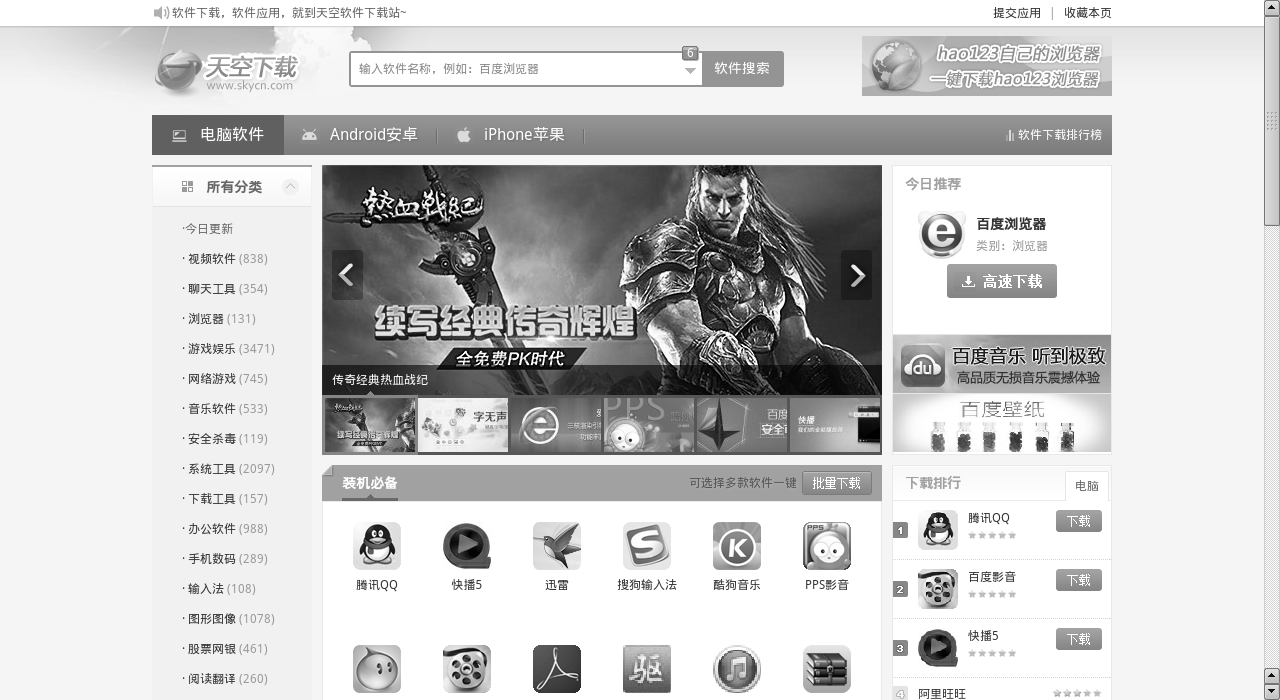 软件下载，软件应用，就到天空软件下载站~
提交应用 | 收藏本页
天空下载
www.skycn.com
输入软件名称，例如：百度浏览器
6
软件搜索
hao123自己的浏览器
一键下载hao123浏览器
电脑软件
Android安卓
iPhone苹果
软件下载排行榜
所有分类
·今日更新
· 视频软件 (838)
· 聊天工具 (354)
· 浏览器 (131)
· 游戏娱乐 (3471)
· 网络游戏 (745)
· 音乐软件 (533)
· 安全杀毒 (119)
· 系统工具 (2097)
· 下载工具 (157)
· 办公软件 (988)
· 手机数码 (289)
· 输入法 (108)
· 图形图像 (1078)
· 股票网银 (461)
· 阅读翻译 (260)
熱血戰紀
续写经典传奇辉煌
全免费PK时代
传奇经典热血战纪
熱血戰紀
续写经典传奇辉煌
字无声
PPS
百度
安全
快播
今日推荐
百度浏览器
类别：浏览器
高速下载
百度音乐 听到极致
高品质无损音乐震撼体验
百度壁纸
装机必备
可选择多款软件一键
批量下载
腾讯QQ
快播5
迅雷
搜狗输入法
酷狗音乐
PPS
PPS影音
驱
下载排行
电脑
1
腾讯QQ
下载
2
百度影音
下载
3
快播5
下载
4
阿里旺旺